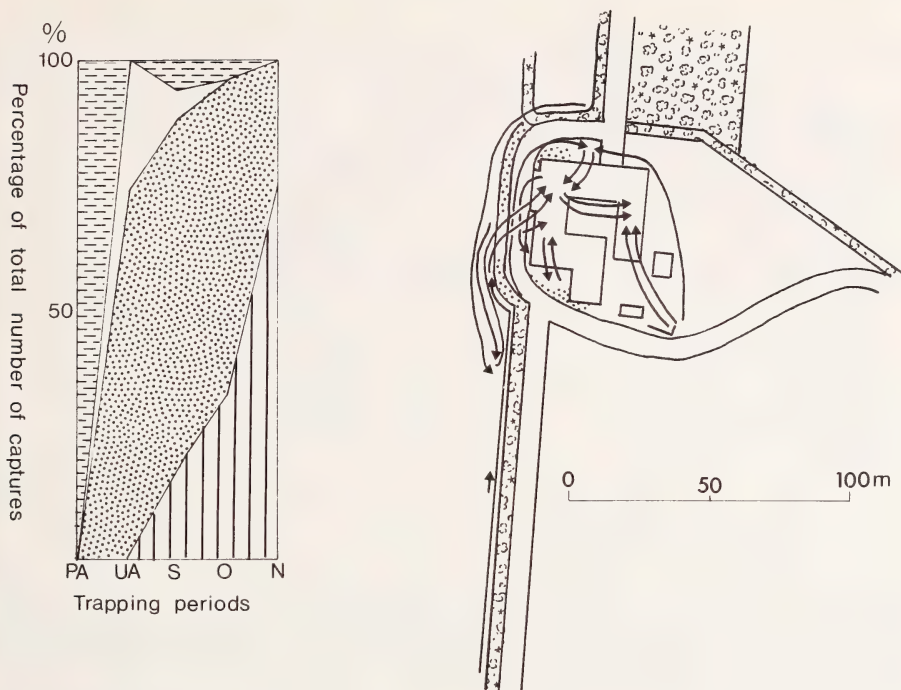 %
100
50
Percentage of total number of captures
PA UA S O N
Trapping periods
0 50 100m